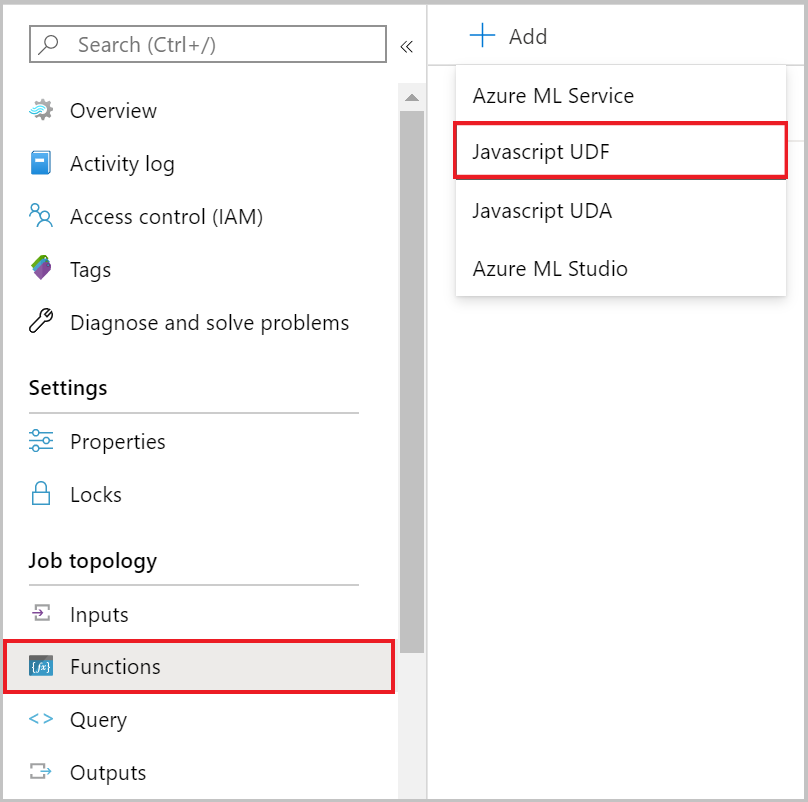 Search (Ctrl+/)
«
Overview
Activity log
Access control (IAM)
Tags
Diagnose and solve problems
Settings
Properties
Locks
Job topology
Inputs
{fx} Functions
<> Query
Outputs
+ Add
Azure ML Service
Javascript UDF
Javascript UDA
Azure ML Studio